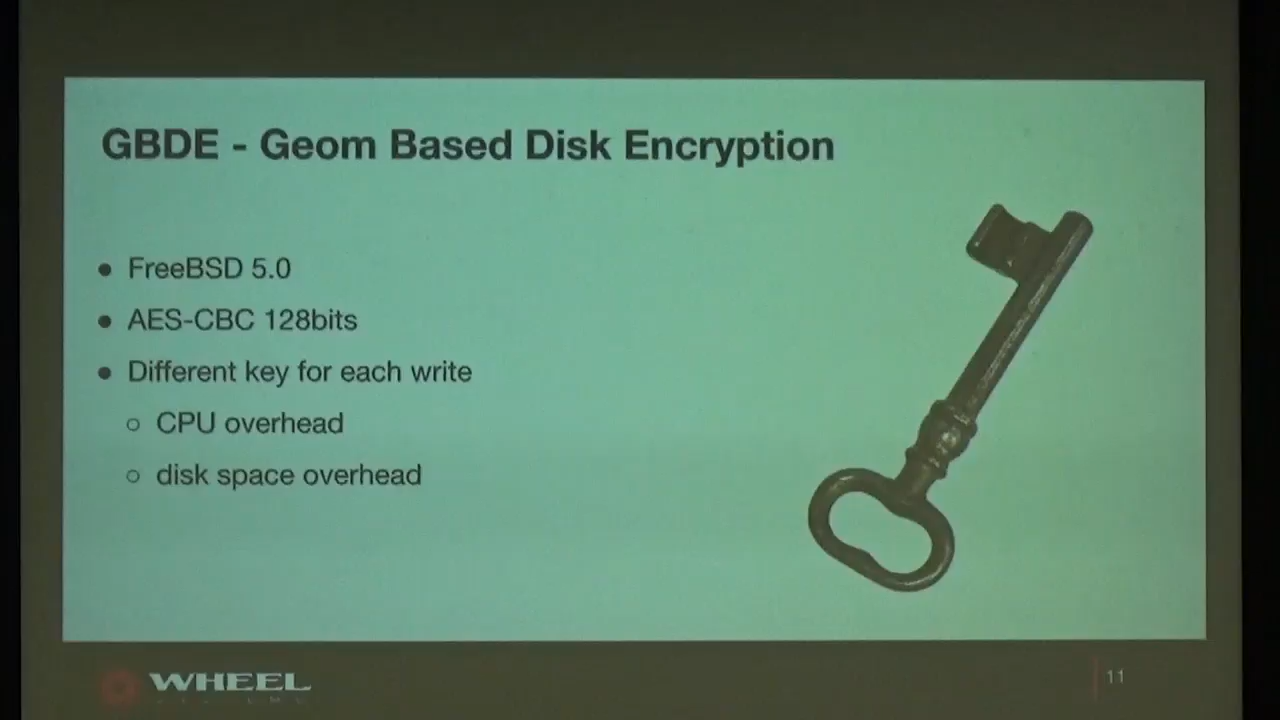 GBDE - Geom Based Disk Encryption
● FreeBSD 5.0
● AES-CBC 128bits
● Different key for each write
○ CPU overhead
○ disk space overhead
WHEEL
11